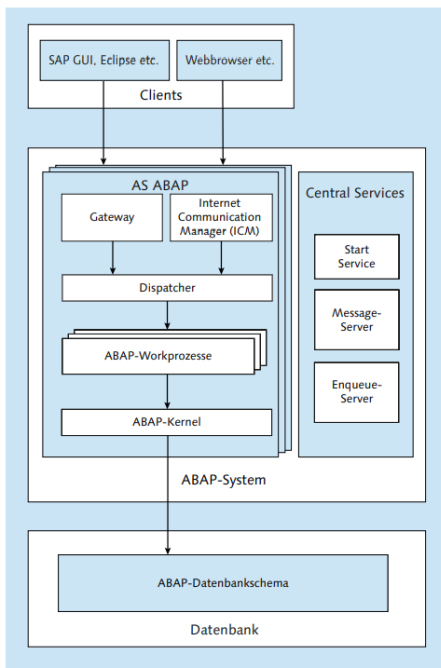 SAP GUI, Eclipse etc.
Webbrowser etc.
Clients
AS ABAP
Gateway
Internet
Communication
Manager (ICM)
Dispatcher
ABAP-Workprozesse
ABAP-Kernel
Central Services
Start
Service
Message-
Server
Enqueue-
Server
ABAP-System
ABAP-Datenbankschema
Datenbank